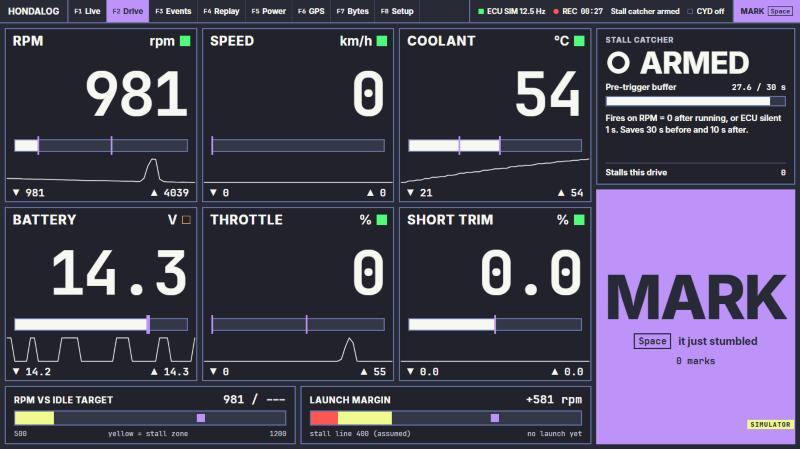 HONDALOG
F1 Live
F2 Drive
F3 Events
F4 Replay
F5 Power
F6 GPS
F7 Bytes
F8 Setup
ECU SIM 12.5 Hz
REC 00:27
Stall catcher armed
CYD off
MARK Space
RPM rpm
981
▼ 981 ▲ 4039
SPEED km/h
0
▼ 0 ▲ 0
COOLANT °C
54
▼ 21 ▲ 54
STALL CATCHER
ARMED
Pre-trigger buffer 27.6 / 30 s
Fires on RPM = 0 after running, or ECU silent
1 s. Saves 30 s before and 10 s after.
Stalls this drive 0
BATTERY V
14.3
▼ 14.2 ▲ 14.3
THROTTLE %
0
▼ 0 ▲ 55
SHORT TRIM %
0.0
▼ 0.0 ▲ 0.0
MARK
Space it just stumbled
0 marks
SIMULATOR
RPM VS IDLE TARGET 981 / ---
500 yellow = stall zone 1200
LAUNCH MARGIN +581 rpm
stall line 400 (assumed) no launch yet